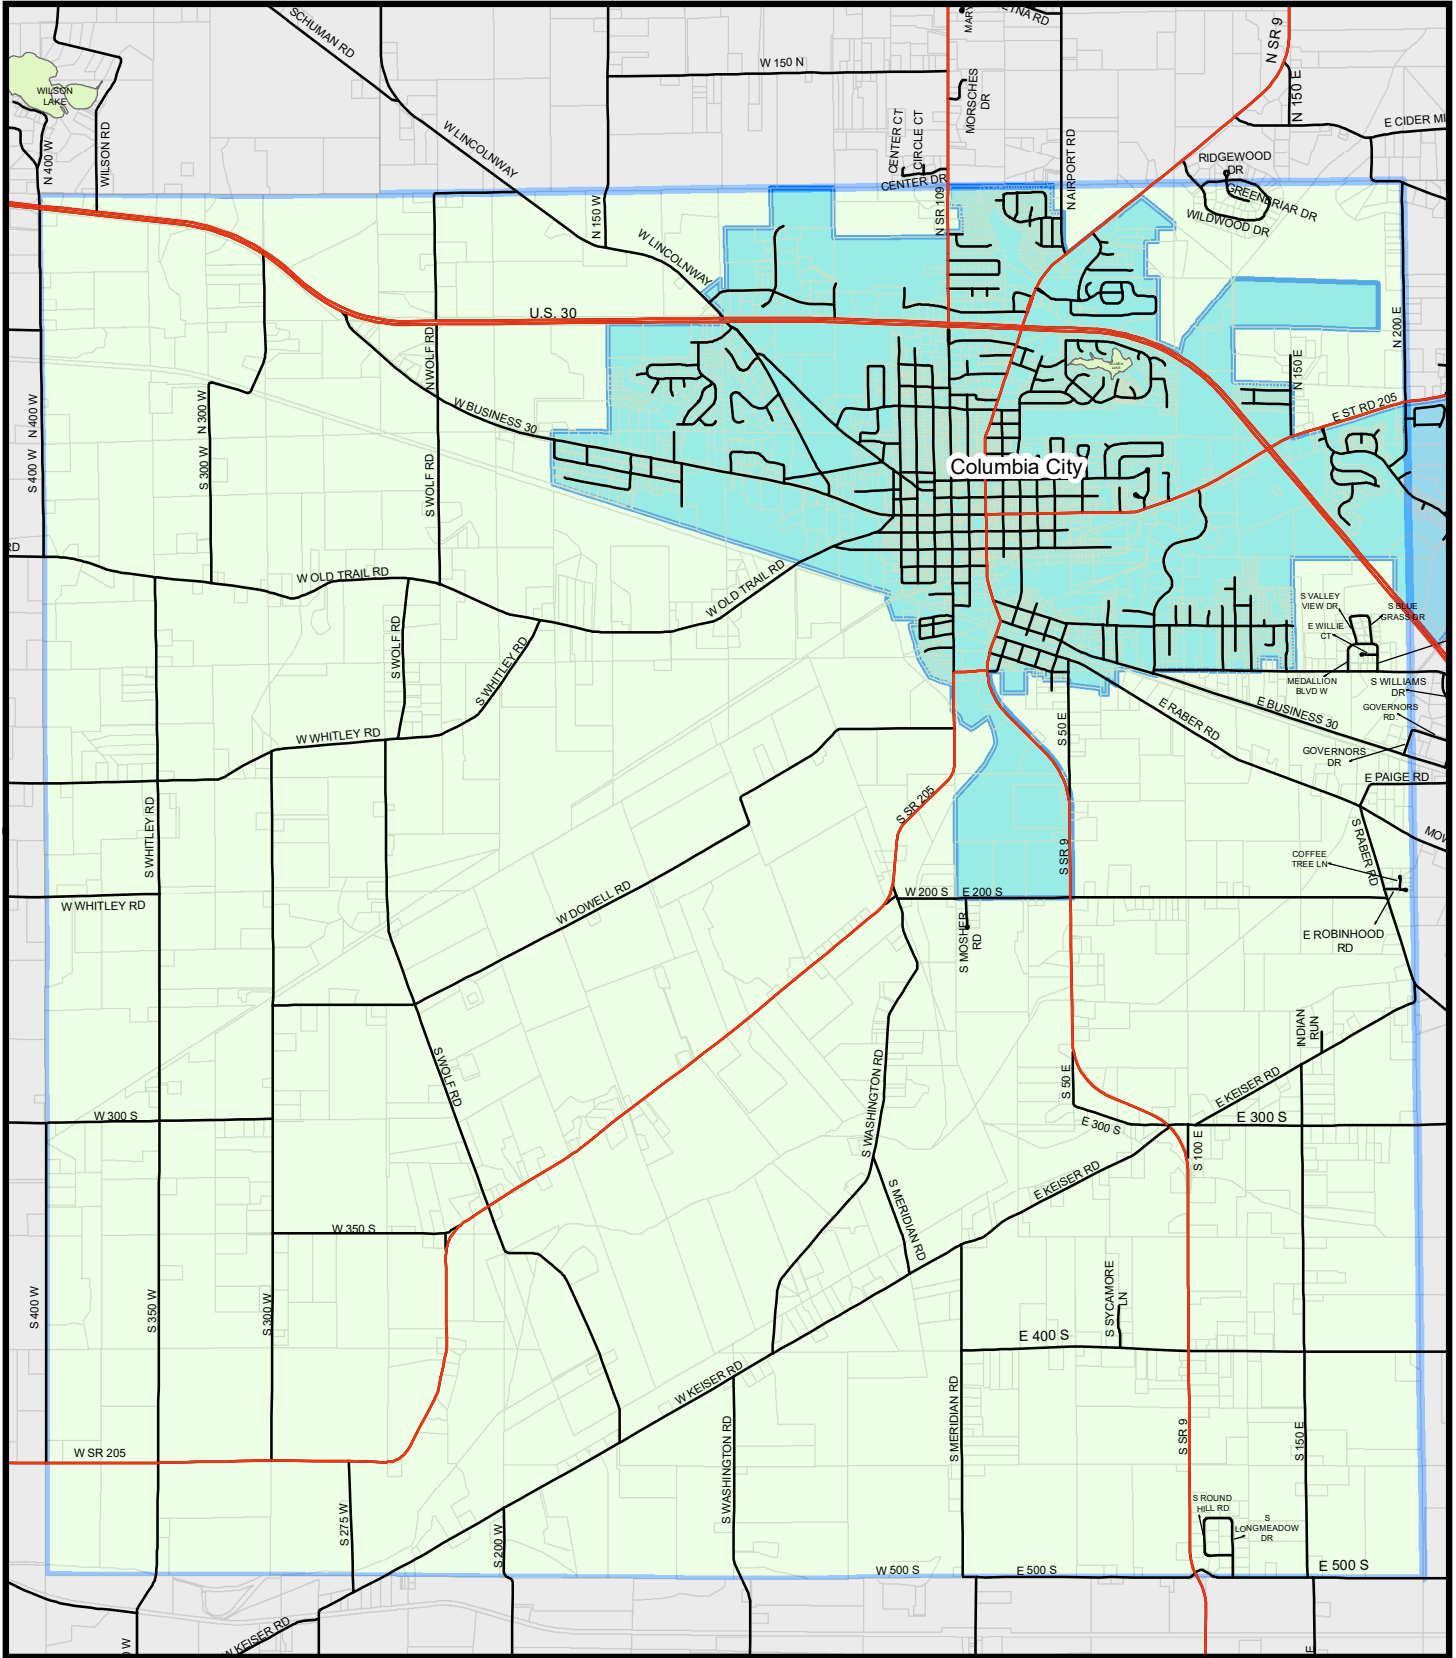 SCHUMAN RD
MARY
ETNA RD
N SR 9
W 150 N
MORSCHES
DR
N 150 E
WILSON
LAKE
E CIDER MI
N 400 W
WILSON RD
W LINCOLNWAY
CENTER CT
CIRCLE CT
N AIRPORT RD
RIDGEWOOD
DR
CENTER DR
GREENBRIAR DR
WILDWOOD DR
N 150 W
N SR 109
W LINCOLNWAY
U.S. 30
N 200 E
N WOLF RD
N 150 E
N 400 W
N 300 W
W BUSINESS 30
E ST RD 205
S 400 W
S 300 W
S WOLF RD
Columbia City
RD
W OLD TRAIL RD
W OLD TRAIL RD
S VALLEY
VIEW DR
S BLUE
GRASS DR
E WILLIE
CT
S WOLF RD
S WHITLEY RD
MEDALLION
BLVD W
S WILLIAMS
DR
E BUSINESS 30
GOVERNORS
RD
E RABER RD
S 50 E
W WHITLEY RD
GOVERNORS
DR
E PAIGE RD
S SR 205
S WHITLEY RD
S RABER RD
MOW
S SR 9
COFFEE
TREE LN
W DOWELL RD
W 200 S
E 200 S
W WHITLEY RD
S MOSHER
RD
E ROBINHOOD
RD
INDIAN
RUN
S WOLF RD
S WASHINGTON RD
S 50 E
E KEISER RD
W 300 S
E 300 S
E 300 S
S 100 E
E KEISER RD
S MERIDIAN RD
W 350 S
S 400 W
S 350 W
S 300 W
S SYCAMORE
LN
E 400 S
W KEISER RD
S MERIDIAN RD
S WASHINGTON RD
S SR 9
S 150 E
W SR 205
S 275 W
S 200 W
S ROUND
HILL RD
S
LONGMEADOW
DR
W 500 S
E 500 S
E 500 S
W KEISER RD
W
E